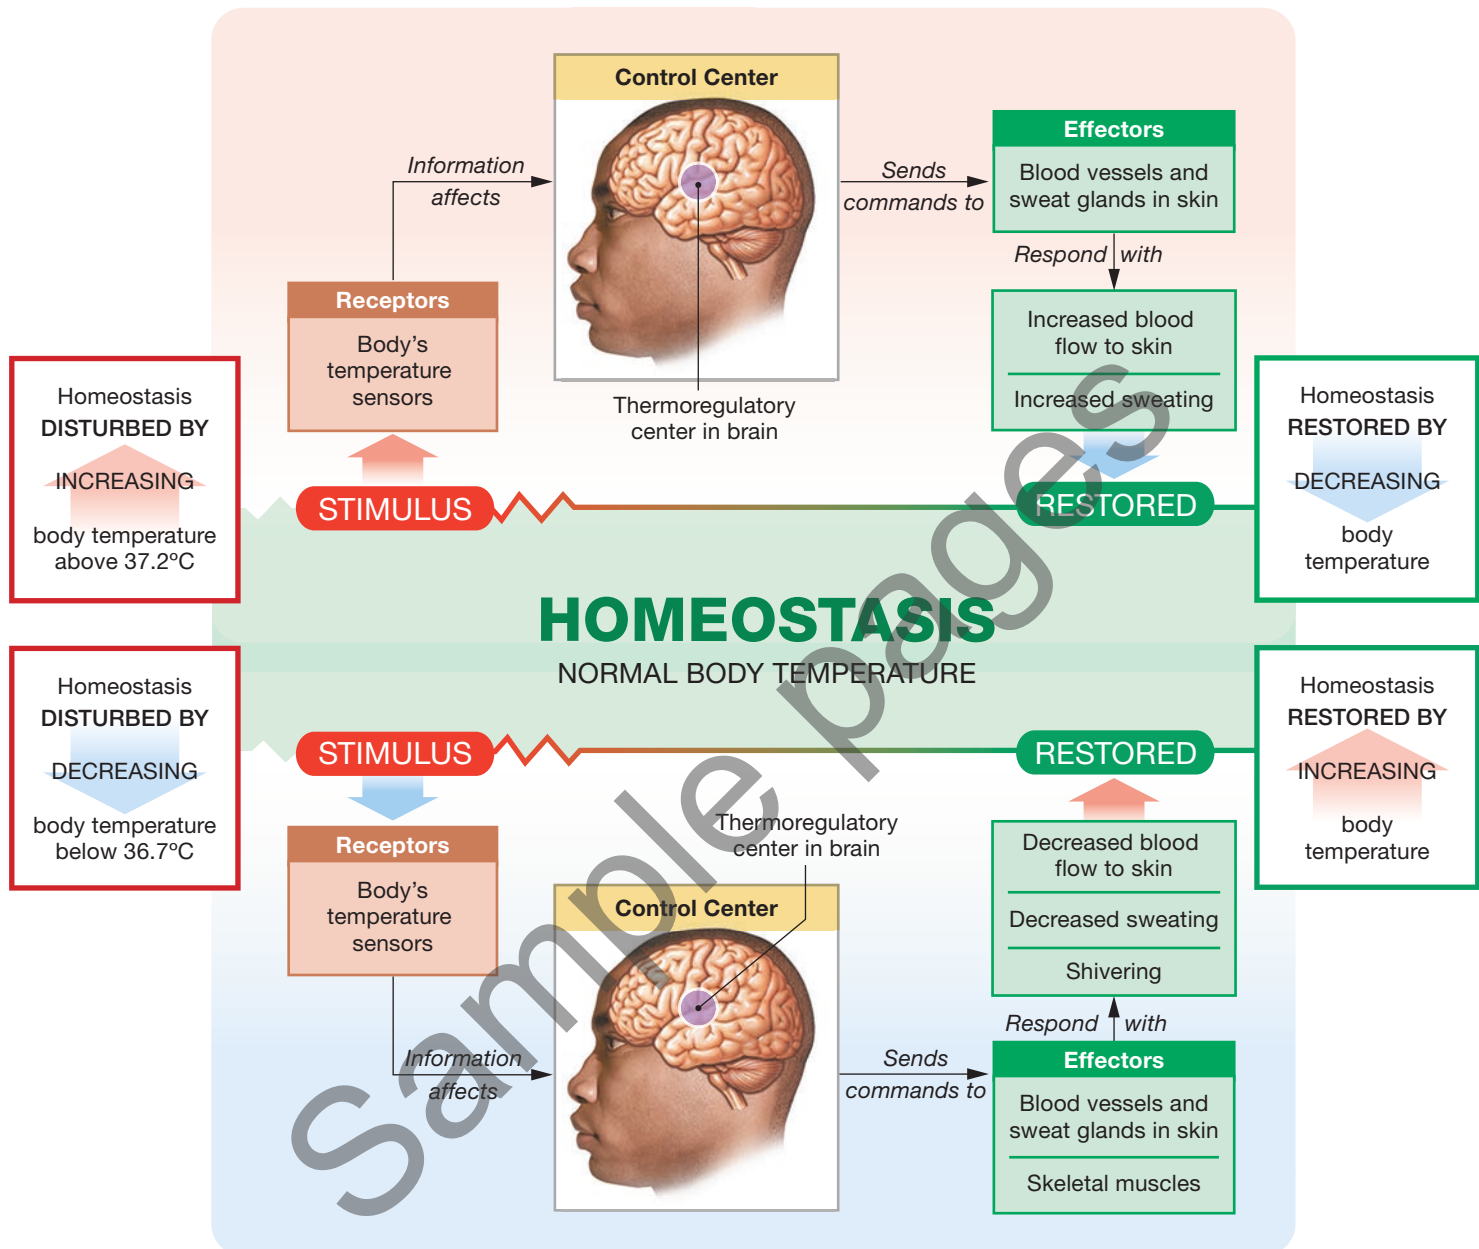 Control Center
Information
affects
Sends
commands to
Effectors
Blood vessels and
sweat glands in skin
Respond with
Increased blood
flow to skin
Increased sweating
Receptors
Body's
temperature
sensors
Thermoregulatory
center in brain
Homeostasis
DISTURBED BY
INCREASING
body temperature
above 37.2ºC
STIMULUS
RESTORED
Homeostasis
RESTORED BY
DECREASING
body
temperature
HOMEOSTASIS
NORMAL BODY TEMPERATURE
Homeostasis
DISTURBED BY
DECREASING
body temperature
below 36.7ºC
STIMULUS
RESTORED
Homeostasis
RESTORED BY
INCREASING
body
temperature
Receptors
Body's
temperature
sensors
Thermoregulatory
center in brain
Control Center
Information
affects
Sends
commands to
Decreased blood
flow to skin
Decreased sweating
Shivering
Respond with
Effectors
Blood vessels and
sweat glands in skin
Skeletal muscles
Sample pages